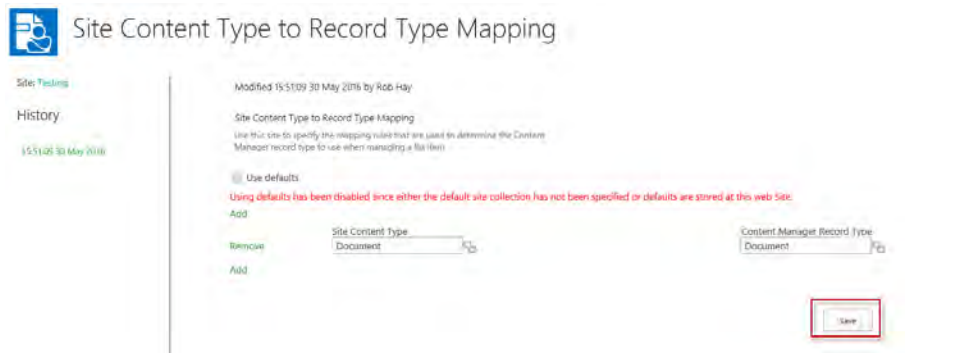 Site Content Type to Record Type Mapping
Site: Testing
History
15:51:09 30 May 2016
Modified 15:51:09 30 May 2016 by Rob Hay
Site Content Type to Record Type Mapping
Use this site to specify the mapping rules that are used to determine the Content
Manager record type to use when managing a list item
Use defaults
Using defaults has been disabled since either the default site collection has not been specified or defaults are stored at this web Site.
Add
Site Content Type Content Manager Record Type
Remove Document Document
Add
Save